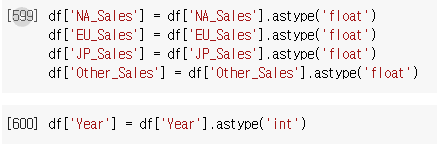 [599] df['NA_Sales'] = df['NA_Sales'].astype('float')
df['EU_Sales'] = df['EU_Sales'].astype('float')
df['JP_Sales'] = df['JP_Sales'].astype('float')
df['Other_Sales'] = df['Other_Sales'].astype('float')
[600] df['Year'] = df['Year'].astype('int')